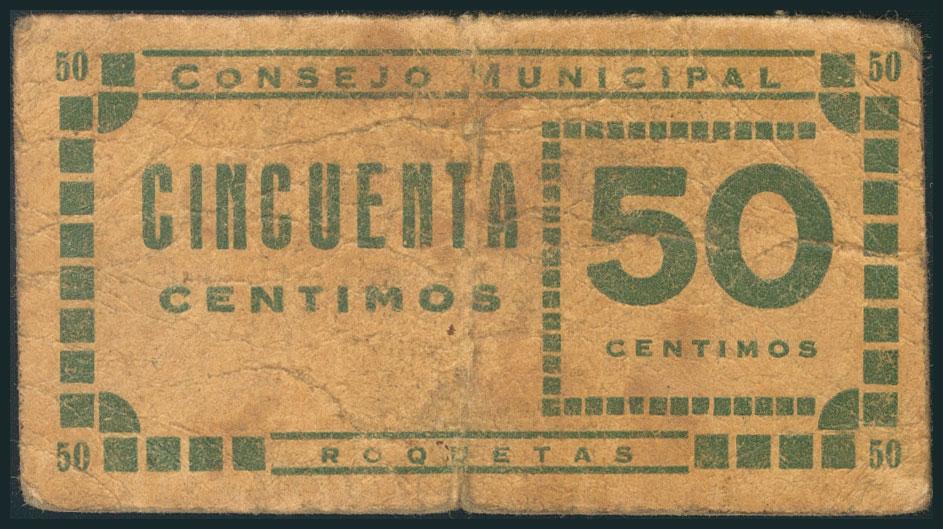 50 50
CONSEJO MUNICIPAL
CINCUENTA
CENTIMOS
50
CENTIMOS
50 ROQUETAS 50